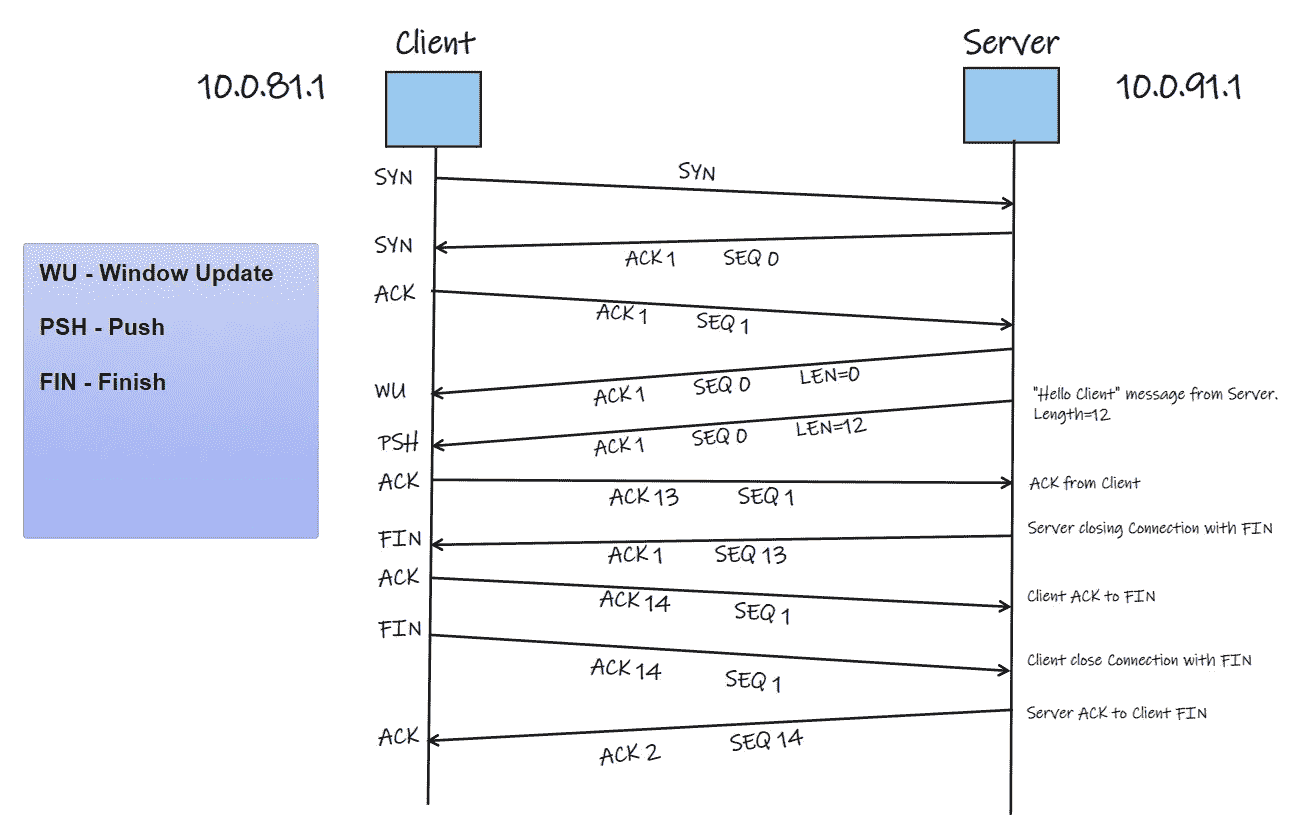 Client
Server
10.0.81.1
10.0.91.1
SYN
SYN
SYN
ACK 1 SEQ 0
ACK
ACK 1 SEQ 1
WU - Window Update
PSH - Push
FIN - Finish
WU
ACK 1 SEQ 0 LEN=0
"Hello Client" message from Server.
Length=12
PSH
ACK 1 SEQ 0 LEN=12
ACK
ACK 13 SEQ 1
ACK from Client
FIN
ACK 1 SEQ 13
Server closing Connection with FIN
ACK
ACK 14 SEQ 1
Client ACK to FIN
FIN
ACK 14 SEQ 1
Client close Connection with FIN
ACK
ACK 2 SEQ 14
Server ACK to Client FIN